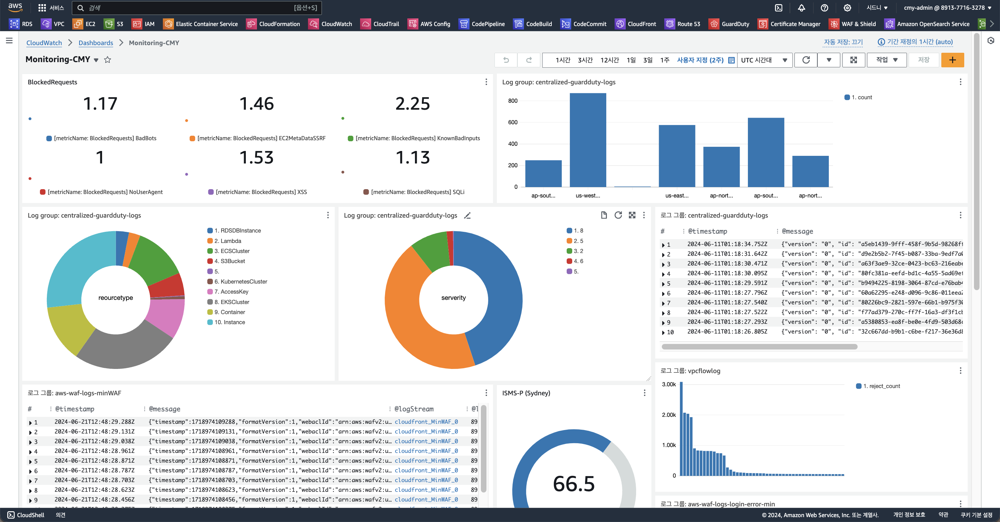 aws
서비스
검색
[옵션+S]
시드니
cmy-admin @ 8913-7716-3278
RDS
VPC
EC2
S3
IAM
Elastic Container Service
CloudFormation
CloudWatch
CloudTrail
AWS Config
CodePipeline
CodeBuild
CodeCommit
CloudFront
Route 53
GuardDuty
Certificate Manager
WAF & Shield
Amazon OpenSearch Service
CloudWatch
Dashboards
Monitoring-CMY
자동 저장: 끄기
기간 재정의 1시간 (auto)
Monitoring-CMY
1시간
3시간
12시간
1일
3일
1주
사용자 지정 (2주)
UTC 시간대
작업
저장
BlockedRequests
1.17
1.46
2.25
[metricName: BlockedRequests] BadBots
[metricName: BlockedRequests] EC2MetaDataSSRF
[metricName: BlockedRequests] KnownBadInputs
1
1.53
1.13
[metricName: BlockedRequests] NoUserAgent
[metricName: BlockedRequests] XSS
[metricName: BlockedRequests] SQLi
Log group: centralized-guardduty-logs
800
600
400
200
0
ap-sout...
us-west...
us-east...
ap-nort...
ap-sout...
ap-nort...
1. count
Log group: centralized-guardduty-logs
reourcetype
1. RDSDBInstance
2. Lambda
3. ECSCluster
4. S3Bucket
5.
6. KubernetesCluster
7. AccessKey
8. EKSCluster
9. Container
10. Instance
Log group: centralized-guardduty-logs
serverity
1. 8
2. 5
3. 2
4. 6
5.
로그 그룹: centralized-guardduty-logs
# @timestamp @message
1 2024-06-11T01:18:34.752Z {"version": "0", "id": "a5eb1439-9fff-458f-9b5d-98268ff
2 2024-06-11T01:18:31.642Z {"version": "0", "id": "d9e2b5b2-7f45-b087-33ba-9edf7a0
3 2024-06-11T01:18:30.471Z {"version": "0", "id": "a63f3ae9-32ce-0423-bc63-216eabe
4 2024-06-11T01:18:30.095Z {"version": "0", "id": "80fc381a-eefd-bd1c-4a55-5ad69ef
5 2024-06-11T01:18:29.591Z {"version": "0", "id": "b9494225-8198-3064-87cd-e76bab4
6 2024-06-11T01:18:27.796Z {"version": "0", "id": "60a62295-e248-d096-9c86-011eea2
7 2024-06-11T01:18:27.540Z {"version": "0", "id": "80226bc9-2821-597e-66b1-b975f30
8 2024-06-11T01:18:27.522Z {"version": "0", "id": "f77ad379-270c-ff7f-16a3-df3f1cb
9 2024-06-11T01:18:27.293Z {"version": "0", "id": "a5380853-ea8f-be0e-4fd9-503d68c
10 2024-06-11T01:18:26.805Z {"version": "0", "id": "32c667dd-b9b1-c6be-f217-36e36d8
로그 그룹: vpcflowlog
3.00k
2.00k
1.00k
0
1. reject_count
로그 그룹: aws-waf-logs-minWAF
# @timestamp @message @logStream @l
1 2024-06-21T12:48:29.288Z {"timestamp":1718974109288,"formatVersion":1,"webaclId":"arn:aws:wafv2:u… cloudfront_MinWAF_0 89
2 2024-06-21T12:48:29.131Z {"timestamp":1718974109131,"formatVersion":1,"webaclId":"arn:aws:wafv2:u… cloudfront_MinWAF_0 89
3 2024-06-21T12:48:29.038Z {"timestamp":1718974109038,"formatVersion":1,"webaclId":"arn:aws:wafv2:u… cloudfront_MinWAF_0 89
4 2024-06-21T12:48:28.961Z {"timestamp":1718974108961,"formatVersion":1,"webaclId":"arn:aws:wafv2:u… cloudfront_MinWAF_0 89
5 2024-06-21T12:48:28.871Z {"timestamp":1718974108871,"formatVersion":1,"webaclId":"arn:aws:wafv2:u… cloudfront_MinWAF_0 89
6 2024-06-21T12:48:28.787Z {"timestamp":1718974108787,"formatVersion":1,"webaclId":"arn:aws:wafv2:u… cloudfront_MinWAF_0 89
7 2024-06-21T12:48:28.703Z {"timestamp":1718974108703,"formatVersion":1,"webaclId":"arn:aws:wafv2:u… cloudfront_MinWAF_0 89
8 2024-06-21T12:48:28.623Z {"timestamp":1718974108623,"formatVersion":1,"webaclId":"arn:aws:wafv2:u… cloudfront_MinWAF_0 89
9 2024-06-21T12:48:28.456Z {"timestamp":1718974108456,"formatVersion":1,"webaclId":"arn:aws:wafv2:u… cloudfront_MinWAF_0 89
ISMS-P (Sydney)
66.5
로그 그룹: aws-waf-logs-login-error-min
CloudShell
의견
© 2024, Amazon Web Services, Inc. 또는 계열사.
개인 정보 보호
약관
쿠키 기본 설정